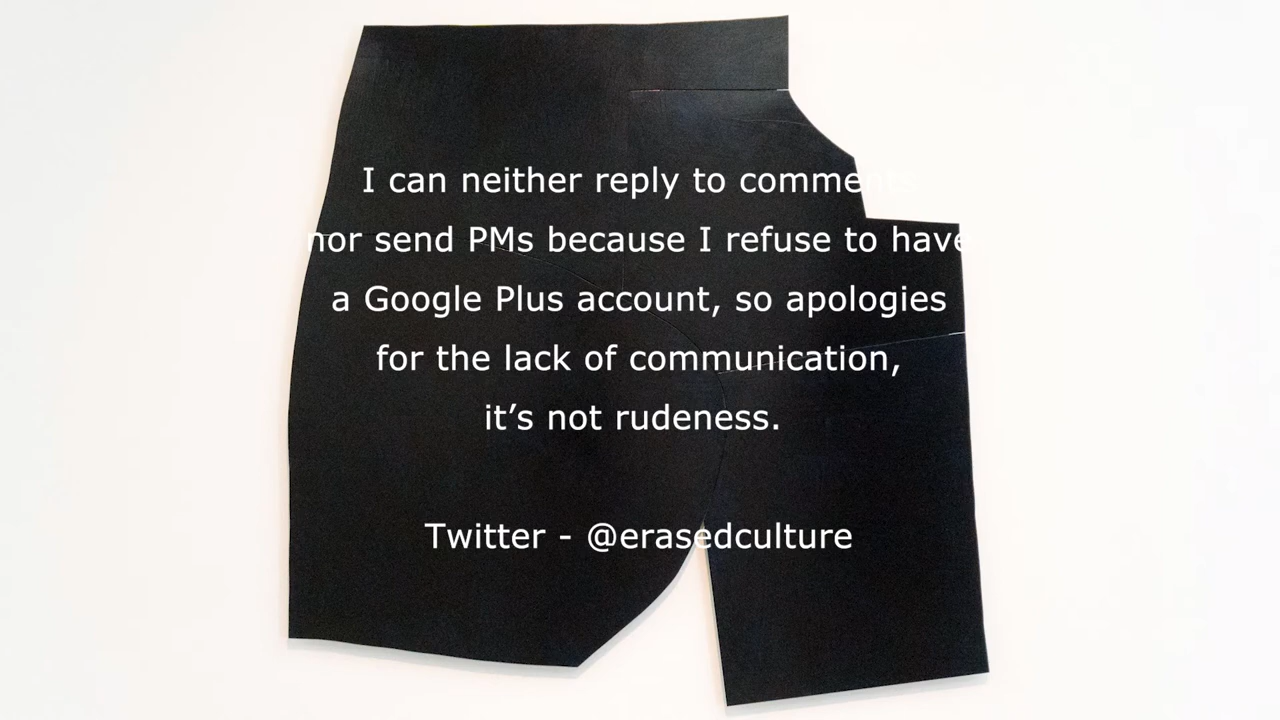 I can neither reply to comments
nor send PMs because I refuse to have
a Google Plus account, so apologies
for the lack of communication,
it’s not rudeness.
Twitter - @erasedculture